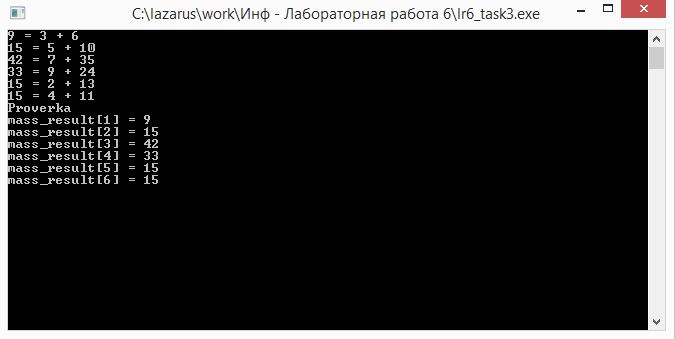 C:\lazarus\work\Инф - Лабораторная работа 6\lr6_task3.exe
9 = 3 + 6
15 = 5 + 10
42 = 7 + 35
33 = 9 + 24
15 = 2 + 13
15 = 4 + 11
Proverka
mass_result[1] = 9
mass_result[2] = 15
mass_result[3] = 42
mass_result[4] = 33
mass_result[5] = 15
mass_result[6] = 15